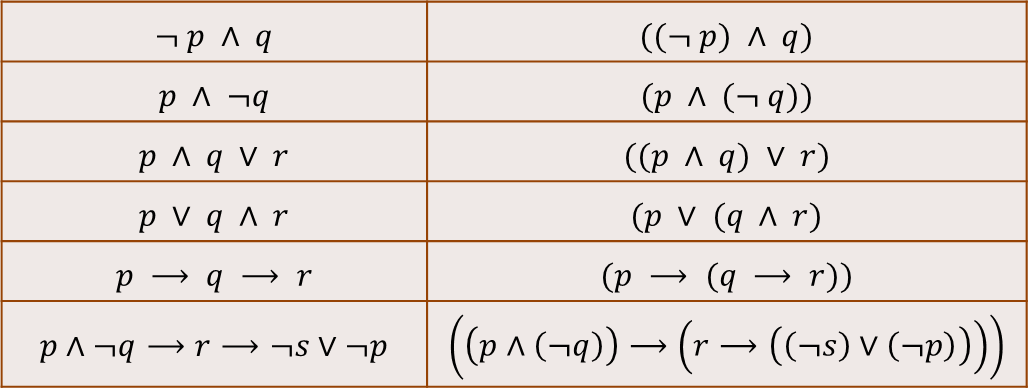 ¬ p ∧ q    ((¬ p) ∧ q)
p ∧ ¬q    (p ∧ (¬ q))
p ∧ q ∨ r    ((p ∧ q) ∨ r)
p ∨ q ∧ r    (p ∨ (q ∧ r)
p ⟶ q ⟶ r    (p ⟶ (q ⟶ r))
p ∧ ¬q ⟶ r ⟶ ¬s ∨ ¬p    ((p ∧ (¬q)) ⟶ (r ⟶ ((¬s) ∨ (¬p))))